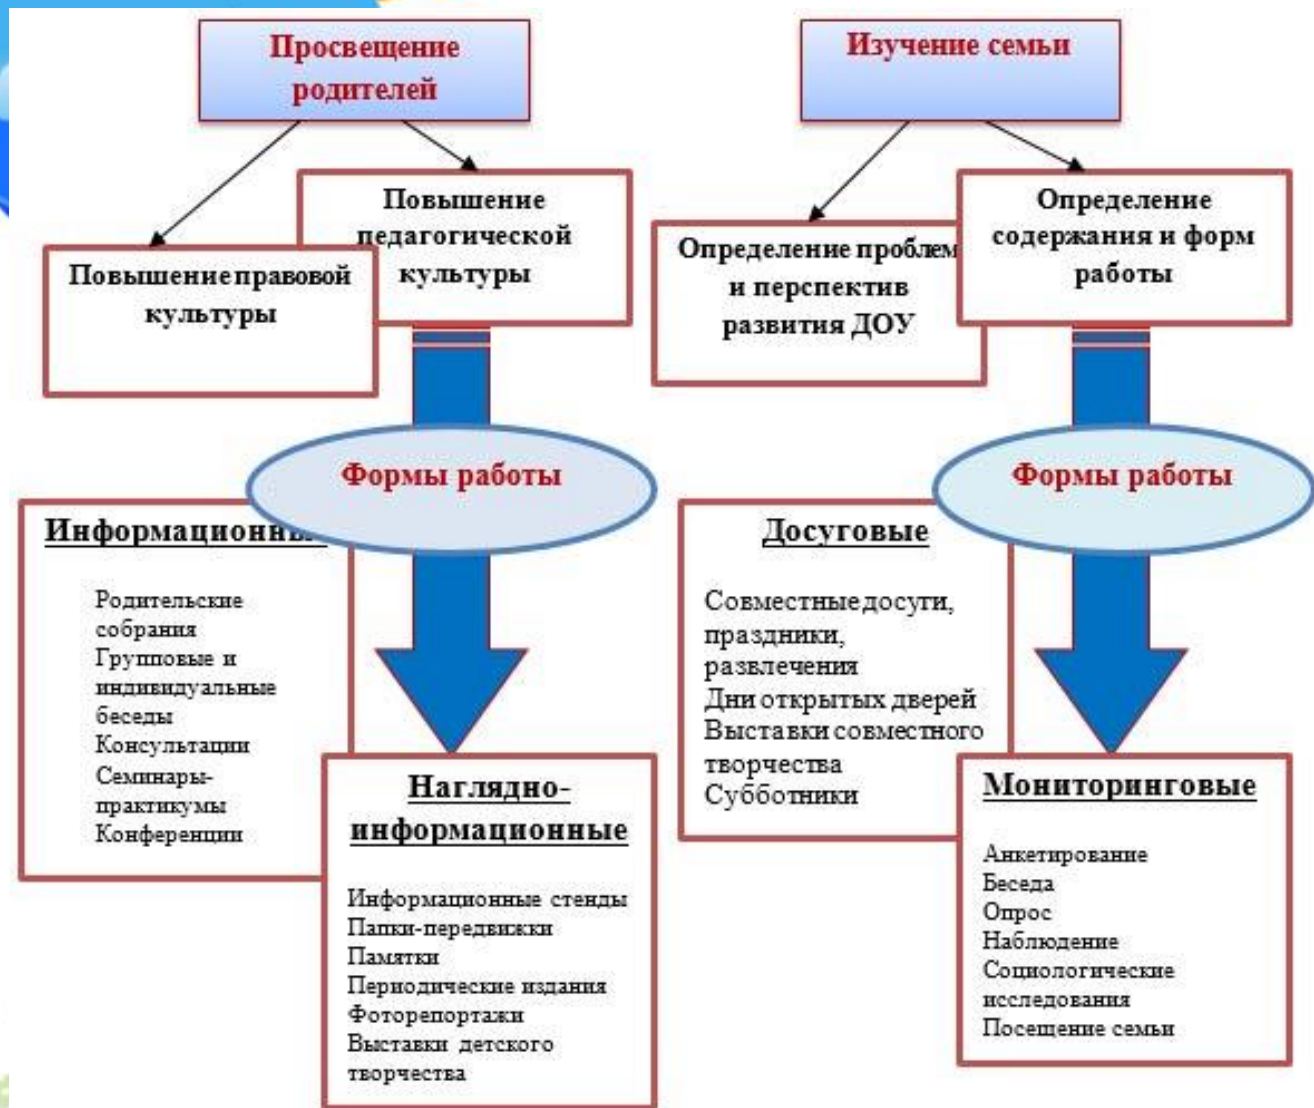 Просвещение
родителей
Изучение семьи
Повышение
педагогической
культуры
Повышение правовой
культуры
Определение
содержания и форм
работы
Определение проблем
и перспектив
развития ДОУ
Формы работы
Формы работы
Информационны
Родительские
собрания
Групповые и
индивидуальные
беседы
Консультации
Семинары-
практикумы
Конференции
Наглядно-
информационные
Информационные стенды
Папки-передвижки
Памятки
Периодические издания
Фоторепортажи
Выставки детского
творчества
Досуговые
Совместные досуги,
праздники,
развлечения
Дни открытых дверей
Выставки совместного
творчества
Субботники
Мониторинговые
Анкетирование
Беседа
Опрос
Наблюдение
Социологические
исследования
Посещение семьи